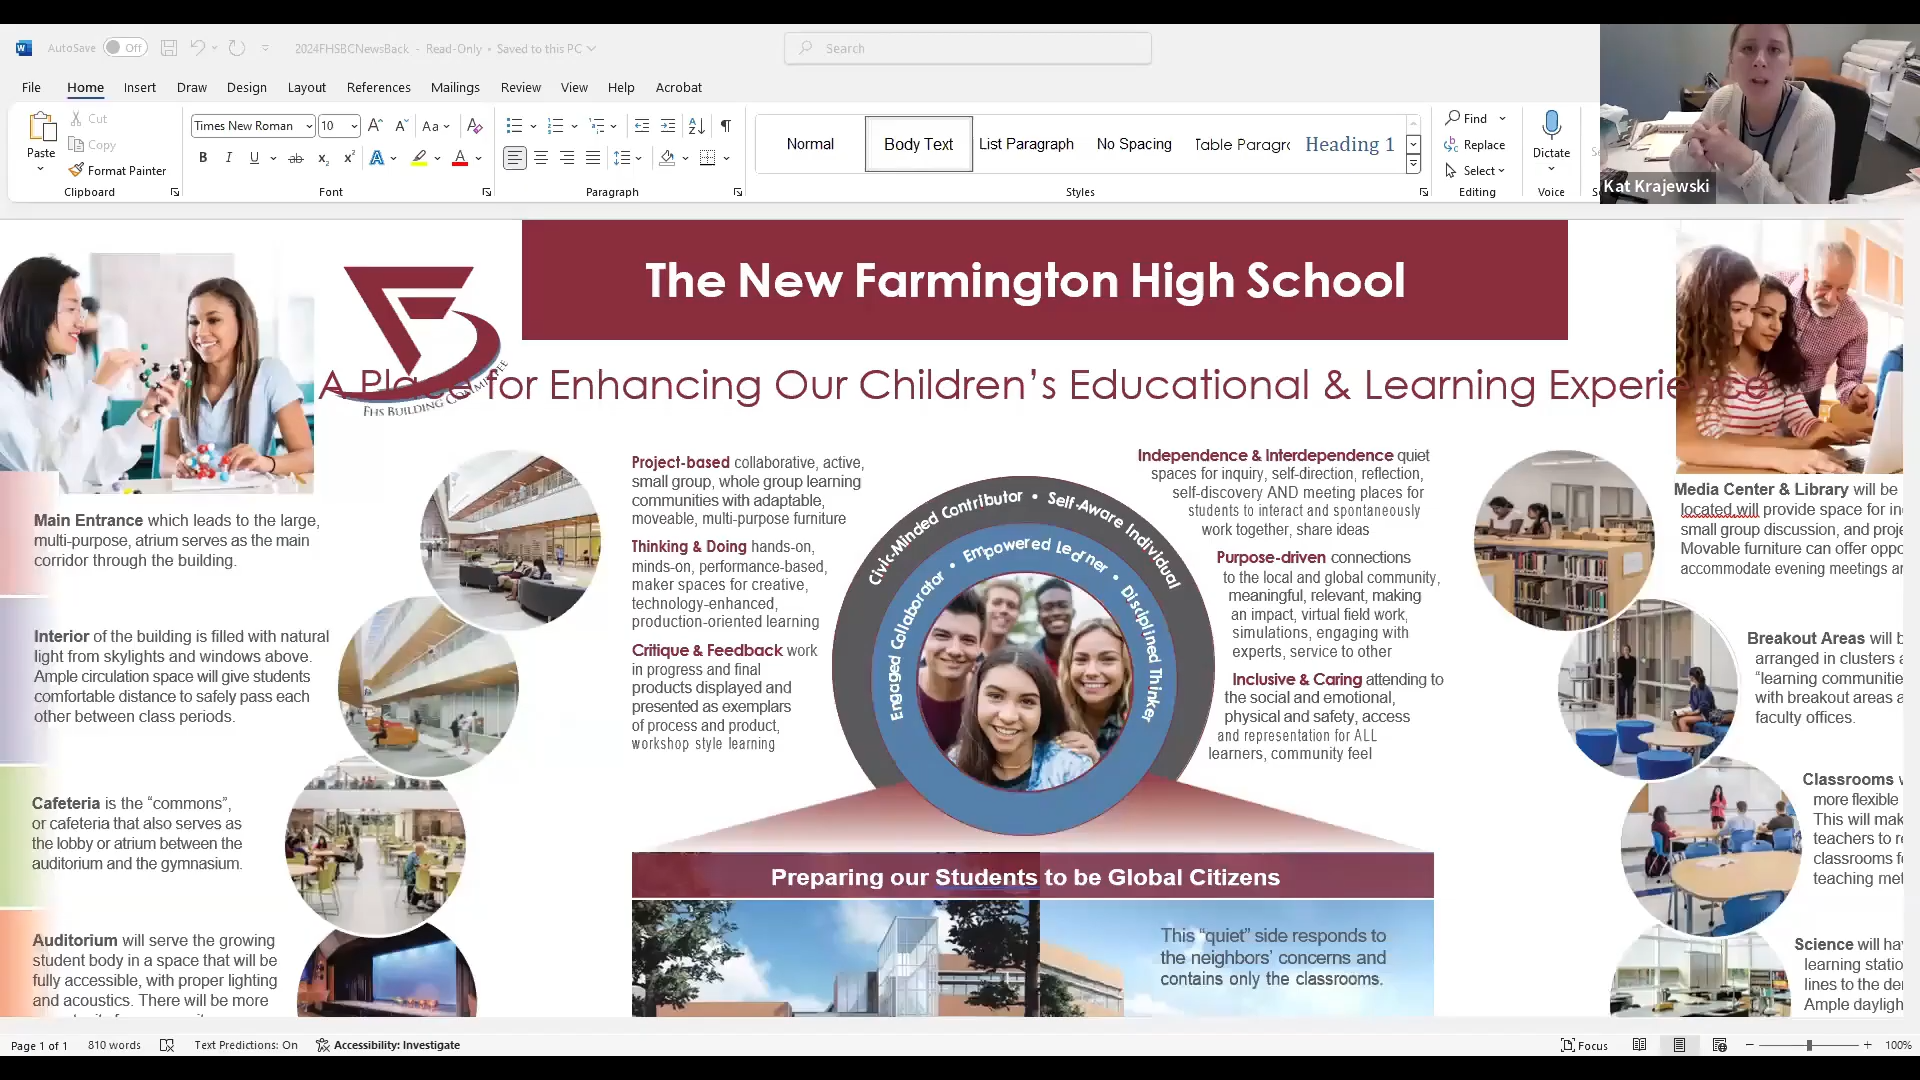 AutoSave Off 2024FHSBCNewsBack - Read-Only • Saved to this PC Search
File Home Insert Draw Design Layout References Mailings Review View Help Acrobat
Paste Cut Copy Format Painter
Times New Roman 10
Normal Body Text List Paragraph No Spacing Table Paragr Heading 1
Find Replace Select Dictate
Clipboard Font Paragraph Styles Editing Voice
Kat Krajewski
The New Farmington High School
FHS BUILDING COMMITTEE
A Place for Enhancing Our Children’s Educational & Learning Experience
Main Entrance which leads to the large,
multi-purpose, atrium serves as the main
corridor through the building.
Interior of the building is filled with natural
light from skylights and windows above.
Ample circulation space will give students
comfortable distance to safely pass each
other between class periods.
Cafeteria is the “commons”,
or cafeteria that also serves as
the lobby or atrium between the
auditorium and the gymnasium.
Auditorium will serve the growing
student body in a space that will be
fully accessible, with proper lighting
and acoustics. There will be more
Project-based collaborative, active,
small group, whole group learning
communities with adaptable,
moveable, multi-purpose furniture
Thinking & Doing hands-on,
minds-on, performance-based,
maker spaces for creative,
technology-enhanced,
production-oriented learning
Critique & Feedback work
in progress and final
products displayed and
presented as exemplars
of process and product,
workshop style learning
Civic-Minded Contributor • Self-Aware Individual
Engaged Collaborator • Empowered Learner • Disciplined Thinker
Independence & Interdependence quiet
spaces for inquiry, self-direction, reflection,
self-discovery AND meeting places for
students to interact and spontaneously
work together, share ideas
Purpose-driven connections
to the local and global community,
meaningful, relevant, making
an impact, virtual field work,
simulations, engaging with
experts, service to other
Inclusive & Caring attending to
the social and emotional,
physical and safety, access
and representation for ALL
learners, community feel
Preparing our Students to be Global Citizens
This “quiet” side responds to
the neighbors’ concerns and
contains only the classrooms.
Media Center & Library will be
located will provide space for in
small group discussion, and proje
Movable furniture can offer oppo
accommodate evening meetings a
Breakout Areas will b
arranged in clusters a
“learning communitie
with breakout areas a
faculty offices.
Classrooms w
more flexible
This will mak
teachers to re
classrooms fo
teaching met
Science will ha
learning statio
lines to the de
Ample dayligh
Page 1 of 1 810 words Text Predictions: On Accessibility: Investigate Focus 100%